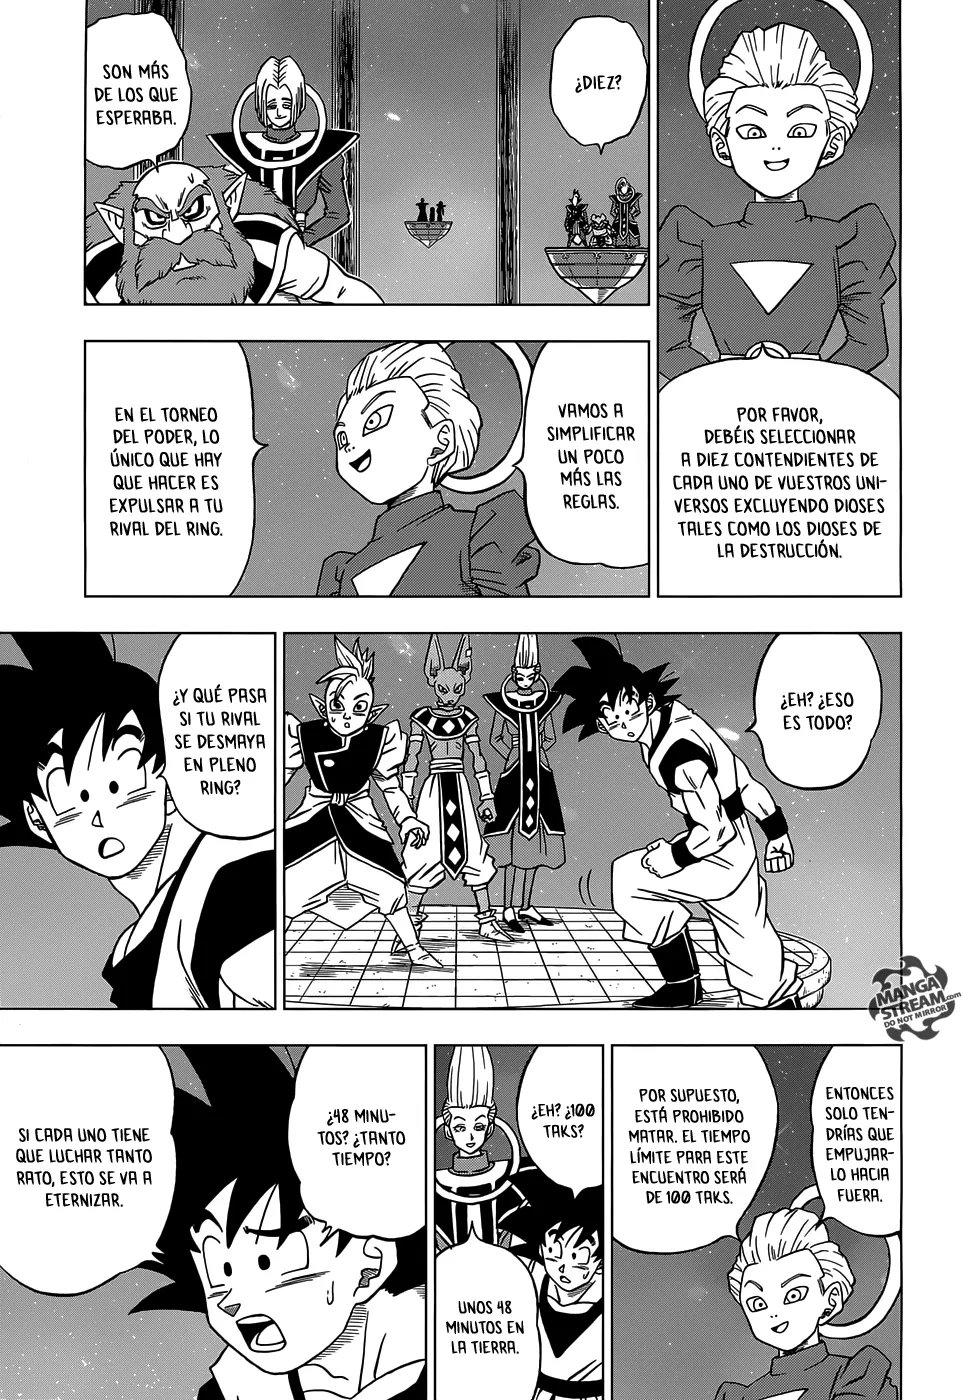 POR FAVOR,
DEBÉIS SELECCIONAR
A DIEZ CONTENDIENTES DE
CADA UNO DE VUESTROS UNI-
VERSOS EXCLUYENDO DIOSES
TALES COMO LOS DIOSES DE
LA DESTRUCCIÓN.
¿DIEZ?
SON MÁS
DE LOS QUE
ESPERABA.
VAMOS A
SIMPLIFICAR
UN POCO
MÁS LAS
REGLAS.
EN EL TORNEO
DEL PODER, LO
ÚNICO QUE HAY
QUE HACER ES
EXPULSAR A TU
RIVAL DEL RING.
¿EH? ¿ESO
ES TODO?
¿Y QUÉ PASA
SI TU RIVAL
SE DESMAYA
EN PLENO
RING?
MANGA
STREAM.com
DO NOT MIRROR!
ENTONCES
SOLO TEN-
DRÍAS QUE
EMPUJAR-
LO HACIA
FUERA.
POR SUPUESTO,
ESTÁ PROHIBIDO
MATAR. EL TIEMPO
LÍMITE PARA ESTE
ENCUENTRO SERÁ
DE 100 TAKS.
¿EH? ¿100
TAKS?
UNOS 48
MINUTOS EN
LA TIERRA.
¿48 MINU-
TOS? ¿TANTO
TIEMPO?
SI CADA UNO TIENE
QUE LUCHAR TANTO
RATO, ESTO SE VA A
ETERNIZAR.